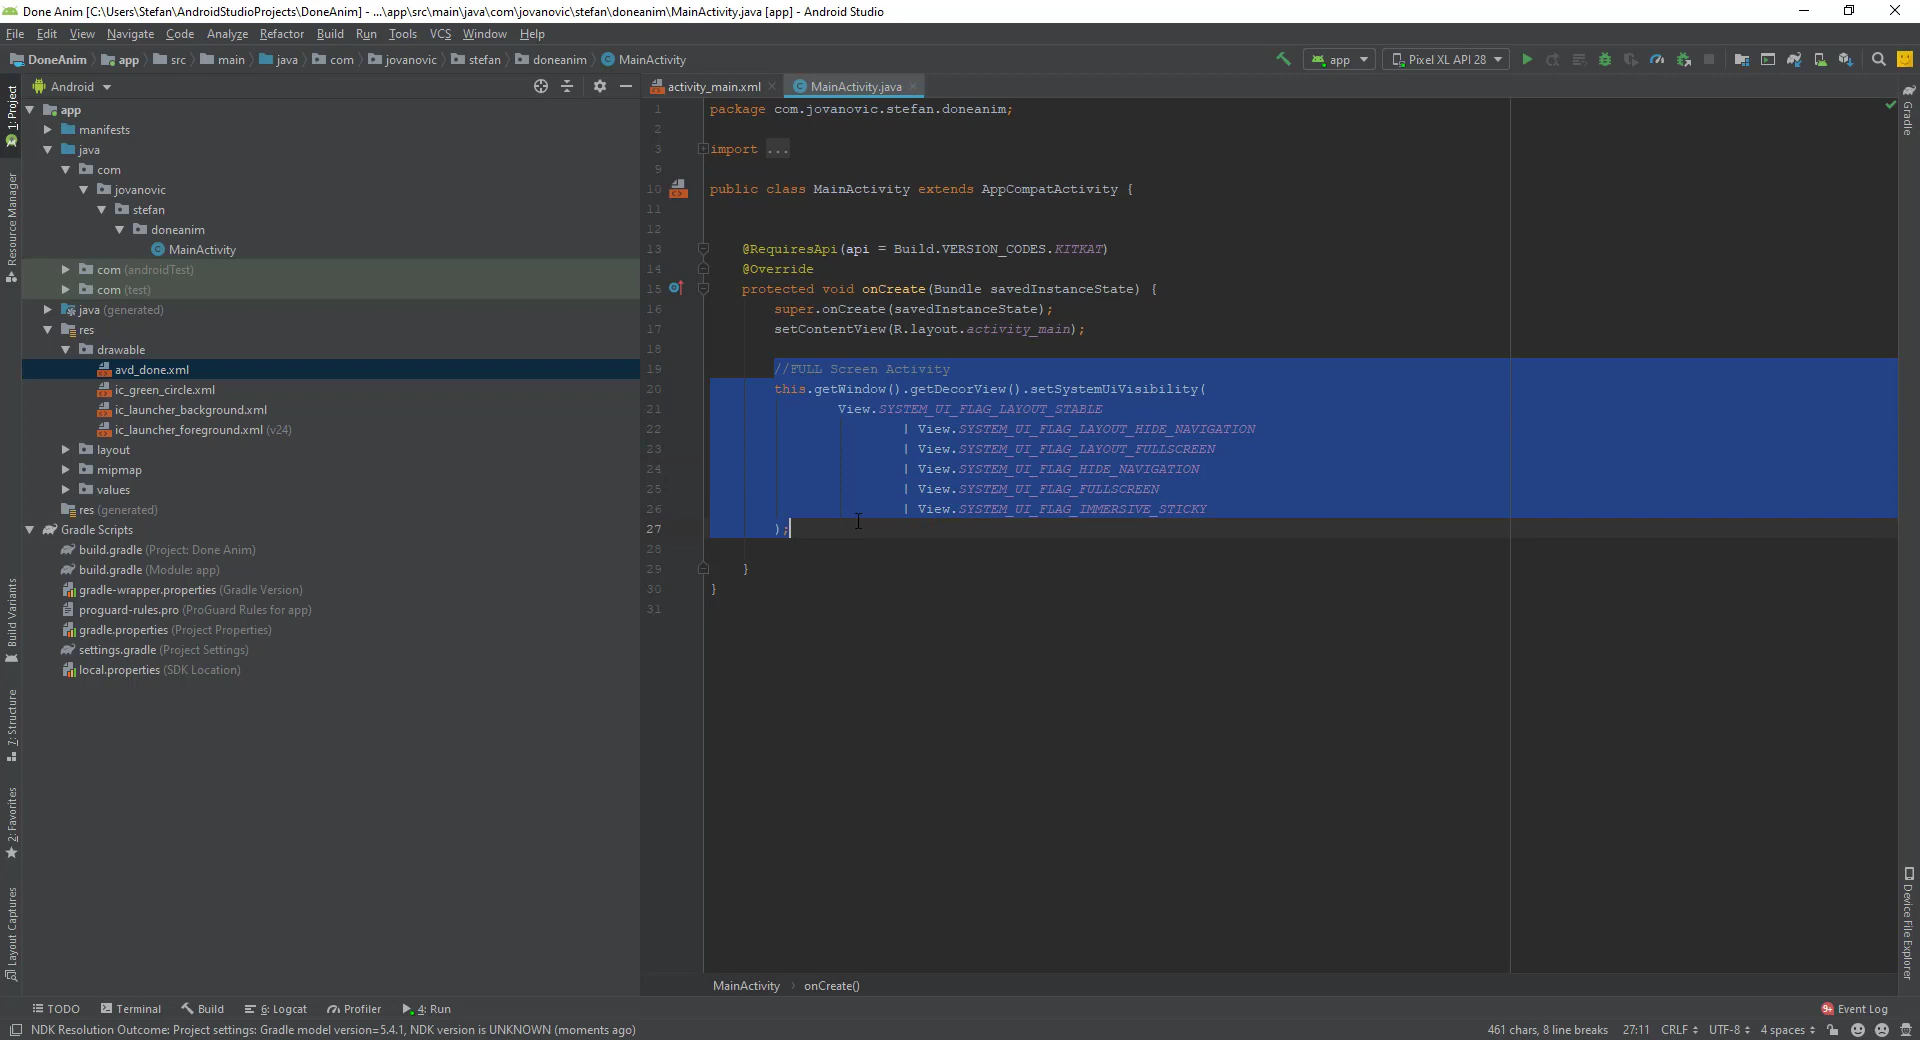 Done Anim [C:\Users\Stefan\AndroidStudioProjects\DoneAnim] - ...\app\src\main\java\com\jovanovic\stefan\doneanim\MainActivity.java [app] - Android Studio
File Edit View Navigate Code Analyze Refactor Build Run Tools VCS Window Help
DoneAnim app src main java com jovanovic stefan doneanim MainActivity app Pixel XL API 28
1: Project
Resource Manager
Build Variants
7: Structure
2: Favorites
Layout Captures
Android
app
manifests
java
com
jovanovic
stefan
doneanim
MainActivity
com (androidTest)
com (test)
java (generated)
res
drawable
avd_done.xml
ic_green_circle.xml
ic_launcher_background.xml
ic_launcher_foreground.xml (v24)
layout
mipmap
values
res (generated)
Gradle Scripts
build.gradle (Project: Done Anim)
build.gradle (Module: app)
gradle-wrapper.properties (Gradle Version)
proguard-rules.pro (ProGuard Rules for app)
gradle.properties (Project Properties)
settings.gradle (Project Settings)
local.properties (SDK Location)
activity_main.xml MainActivity.java
1 package com.jovanovic.stefan.doneanim;
2
3 import ...
9
10 public class MainActivity extends AppCompatActivity {
11
12
13 @RequiresApi(api = Build.VERSION_CODES.KITKAT)
14 @Override
15 protected void onCreate(Bundle savedInstanceState) {
16 super.onCreate(savedInstanceState);
17 setContentView(R.layout.activity_main);
18
19 //FULL Screen Activity
20 this.getWindow().getDecorView().setSystemUiVisibility(
21 View.SYSTEM_UI_FLAG_LAYOUT_STABLE
22 | View.SYSTEM_UI_FLAG_LAYOUT_HIDE_NAVIGATION
23 | View.SYSTEM_UI_FLAG_LAYOUT_FULLSCREEN
24 | View.SYSTEM_UI_FLAG_HIDE_NAVIGATION
25 | View.SYSTEM_UI_FLAG_FULLSCREEN
26 | View.SYSTEM_UI_FLAG_IMMERSIVE_STICKY
27 );
28
29 }
30 }
31
Gradle
Device File Explorer
MainActivity › onCreate()
TODO Terminal Build 6: Logcat Profiler 4: Run 9+ Event Log
NDK Resolution Outcome: Project settings: Gradle model version=5.4.1, NDK version is UNKNOWN (moments ago) 461 chars, 8 line breaks 27:11 CRLF UTF-8 4 spaces